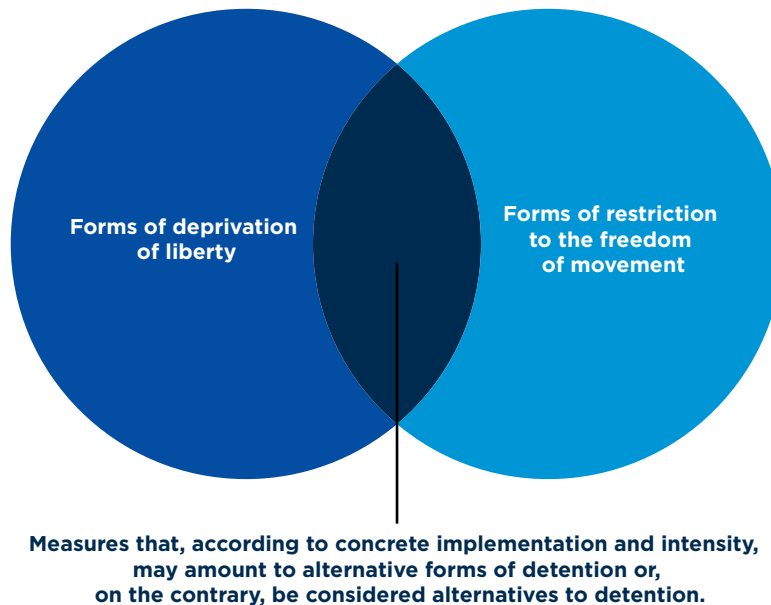 Forms of deprivation
of liberty
Forms of restriction
to the freedom
of movement
Measures that, according to concrete implementation and intensity,
may amount to alternative forms of detention or,
on the contrary, be considered alternatives to detention.